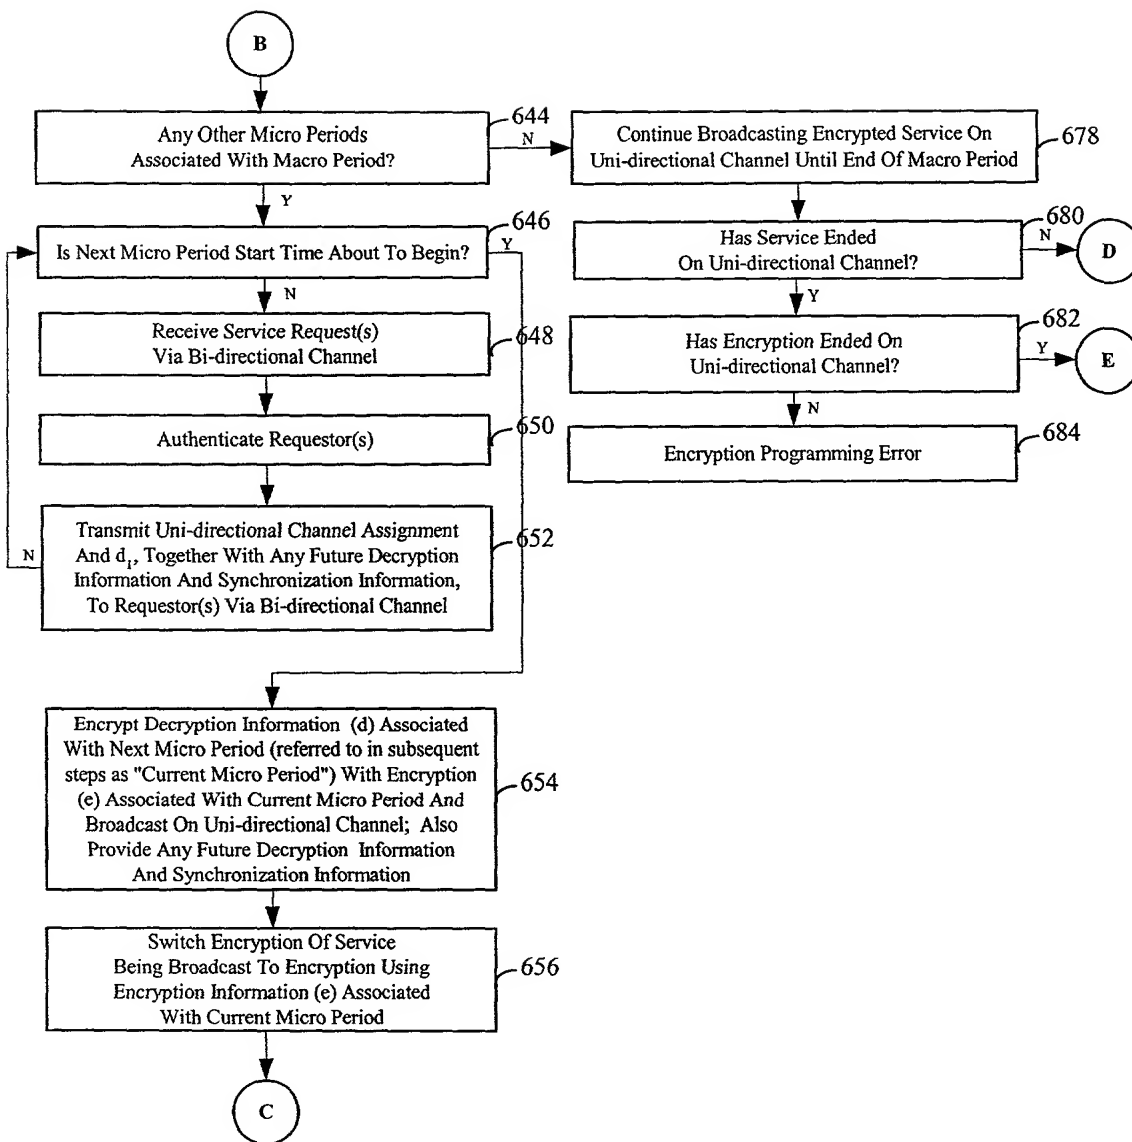 B
Any Other Micro Periods
Associated With Macro Period?
644
N
Y
Is Next Micro Period Start Time About To Begin?
646
Y
N
Receive Service Request(s)
Via Bi-directional Channel
648
Authenticate Requestor(s)
650
Transmit Uni-directional Channel Assignment
And d1, Together With Any Future Decryption
Information And Synchronization Information,
To Requestor(s) Via Bi-directional Channel
652
N
Encrypt Decryption Information (d) Associated
With Next Micro Period (referred to in subsequent
steps as "Current Micro Period") With Encryption
(e) Associated With Current Micro Period And
Broadcast On Uni-directional Channel; Also
Provide Any Future Decryption Information
And Synchronization Information
654
Switch Encryption Of Service
Being Broadcast To Encryption Using
Encryption Information (e) Associated
With Current Micro Period
656
C
Continue Broadcasting Encrypted Service On
Uni-directional Channel Until End Of Macro Period
678
Has Service Ended
On Uni-directional Channel?
680
N
D
Y
Has Encryption Ended On
Uni-directional Channel?
682
Y
E
N
Encryption Programming Error
684